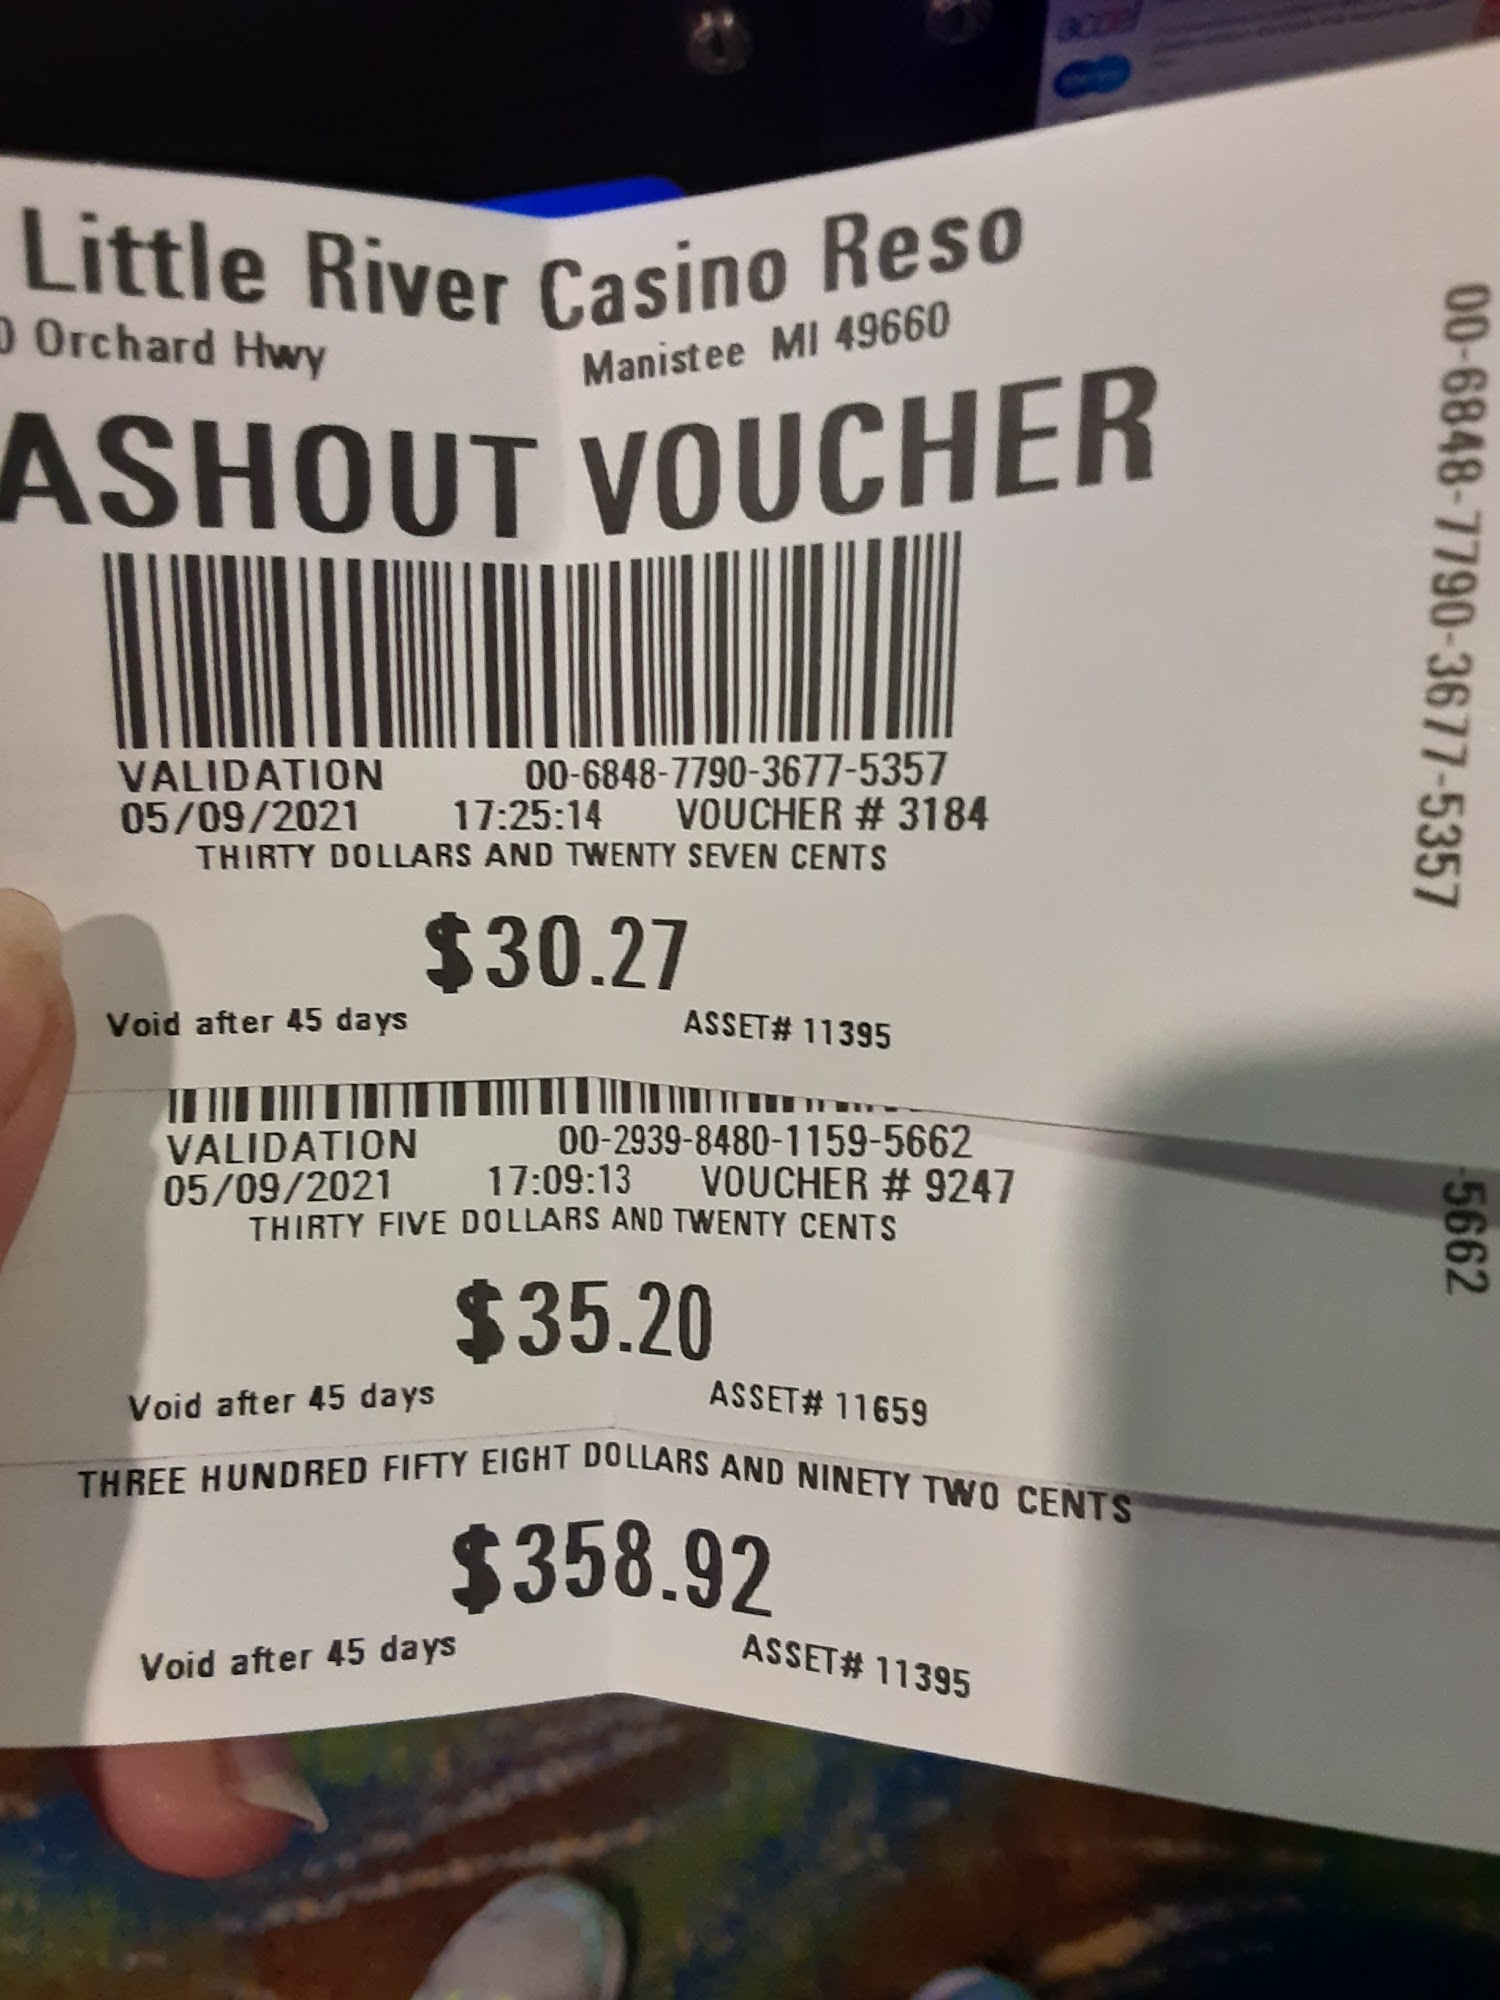 Little River Casino Reso
0 Orchard Hwy Manistee MI 49660
ASHOUT VOUCHER
00-6848-7790-3677-5357
VALIDATION 00-6848-7790-3677-5357
05/09/2021 17:25:14 VOUCHER # 3184
THIRTY DOLLARS AND TWENTY SEVEN CENTS
$30.27
Void after 45 days ASSET# 11395
VALIDATION 00-2939-8480-1159-5662
05/09/2021 17:09:13 VOUCHER # 9247
-5662
THIRTY FIVE DOLLARS AND TWENTY CENTS
$35.20
Void after 45 days ASSET# 11659
THREE HUNDRED FIFTY EIGHT DOLLARS AND NINETY TWO CENTS
$358.92
Void after 45 days ASSET# 11395